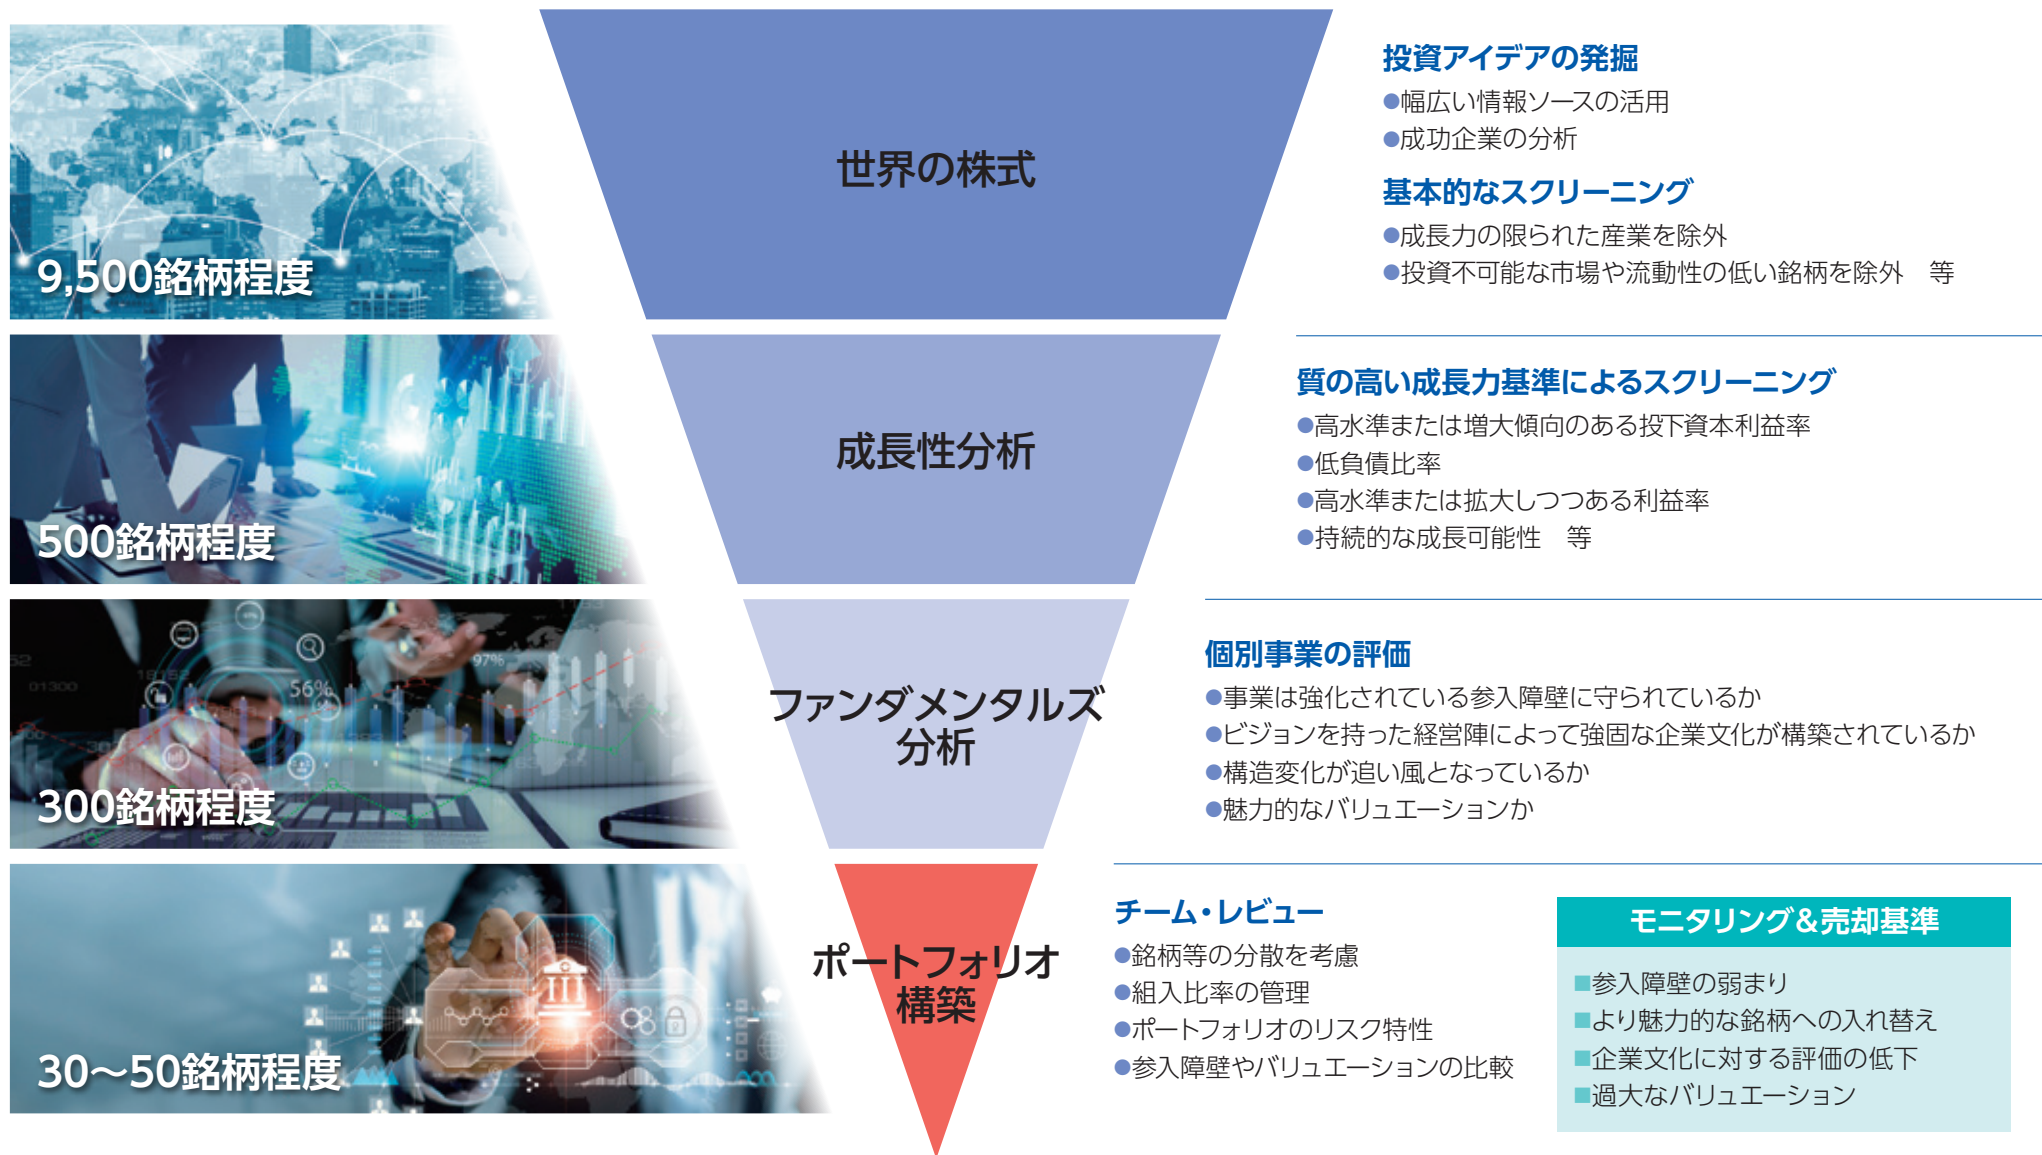 世界の株式
9,500銘柄程度
投資アイデアの発掘
●幅広い情報ソースの活用
●成功企業の分析
基本的なスクリーニング
●成長力の限られた産業を除外
●投資不可能な市場や流動性の低い銘柄を除外　等
成長性分析
500銘柄程度
質の高い成長力基準によるスクリーニング
●高水準または増大傾向のある投下資本利益率
●低負債比率
●高水準または拡大しつつある利益率
●持続的な成長可能性　等
ファンダメンタルズ
分析
97%
56%
01300
300銘柄程度
個別事業の評価
●事業は強化されている参入障壁に守られているか
●ビジョンを持った経営陣によって強固な企業文化が構築されているか
●構造変化が追い風となっているか
●魅力的なバリュエーションか
ポートフォリオ
構築
30～50銘柄程度
チーム・レビュー
●銘柄等の分散を考慮
●組入比率の管理
●ポートフォリオのリスク特性
●参入障壁やバリュエーションの比較
モニタリング＆売却基準
■参入障壁の弱まり
■より魅力的な銘柄への入れ替え
■企業文化に対する評価の低下
■過大なバリュエーション